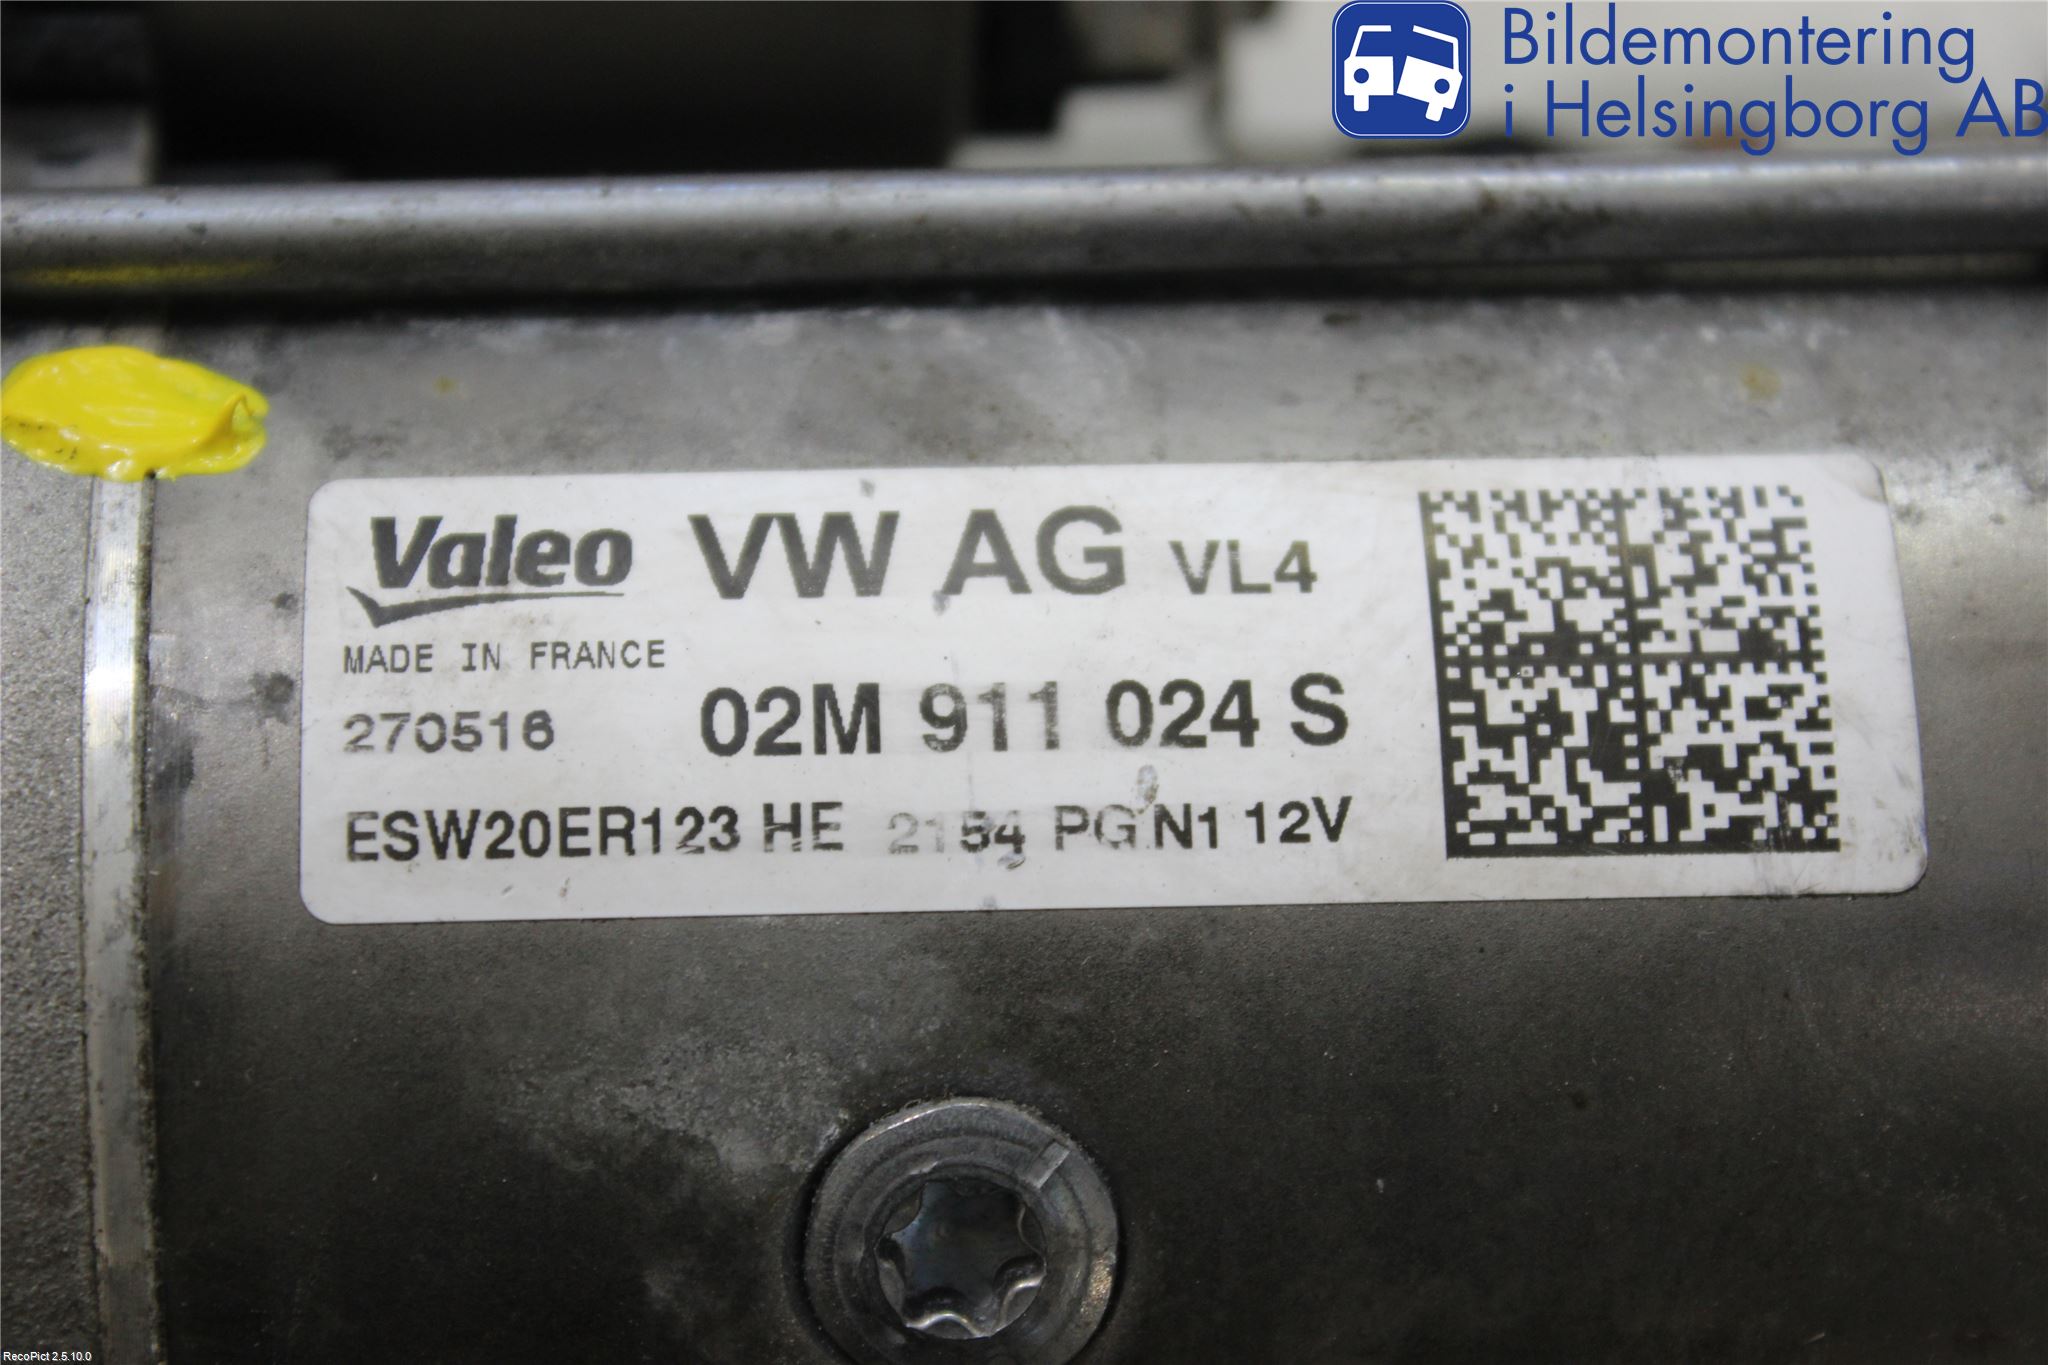 Bildemontering
i Helsingborg AB
Valeo VW AG VL4
MADE IN FRANCE
270516 02M 911 024 S
ESW20ER123 HE 2154 PG N1 12V
RecoPict 2.5.10.0